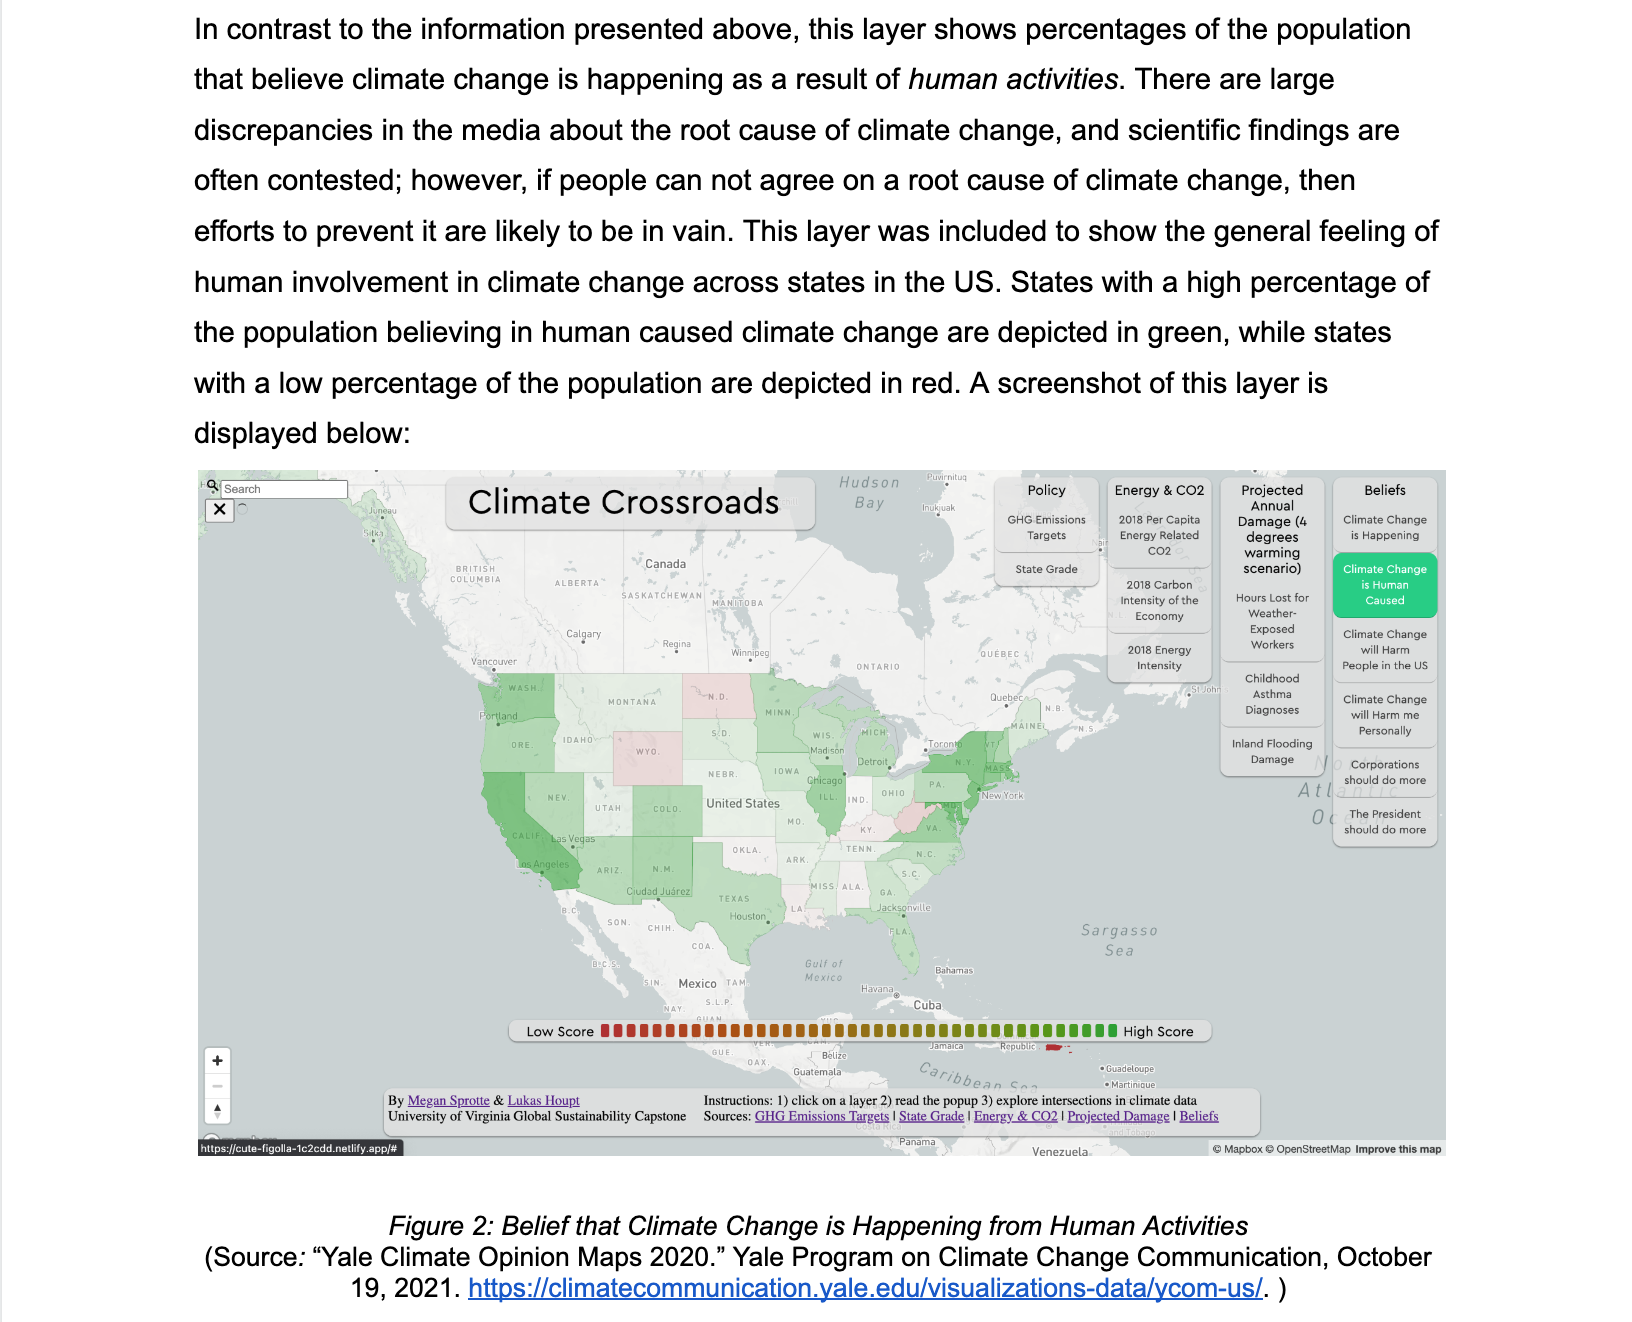 In contrast to the information presented above, this layer shows percentages of the population
that believe climate change is happening as a result of human activities. There are large
discrepancies in the media about the root cause of climate change, and scientific findings are
often contested; however, if people can not agree on a root cause of climate change, then
efforts to prevent it are likely to be in vain. This layer was included to show the general feeling of
human involvement in climate change across states in the US. States with a high percentage of
the population believing in human caused climate change are depicted in green, while states
with a low percentage of the population are depicted in red. A screenshot of this layer is
displayed below:
Search
Climate Crossroads
Policy
GHG Emissions
Targets
State Grade
Energy & CO2
2018 Per Capita
Energy Related
CO2
2018 Carbon
Intensity of the
Economy
2018 Energy
Intensity
Projected
Annual
Damage (4
degrees
warming
scenario)
Hours Lost for
Weather-
Exposed
Workers
Childhood
Asthma
Diagnoses
Inland Flooding
Damage
Beliefs
Climate Change
is Happening
Climate Change
is Human
Caused
Climate Change
will Harm
People in the US
Climate Change
will Harm me
Personally
Corporations
should do more
The President
should do more
Hudson
Bay
Puvirnituq
Inukjuak
Juneau
Sitka
BRITISH
COLUMBIA
ALBERTA
Canada
SASKATCHEWAN
MANITOBA
Calgary
Regina
Winnipeg
Vancouver
ONTARIO
QUÉBEC
Quebec
St John
N.B.
N.S.
WASH.
Portland
ORE.
IDAHO
MONTANA
N.D.
S.D.
WYO.
NEBR.
MINN.
WIS.
Madison
MICH.
Detroit
Toronto
MAINE
VT.
N.Y.
MASS.
New York
PA.
OHIO
IND.
ILL.
Chicago
IOWA
NEV.
UTAH
COLO.
United States
MO.
KY.
VA.
MD.
CALIF.
Las Vegas
Los Angeles
ARIZ.
N.M.
Ciudad Juárez
OKLA.
ARK.
TENN.
N.C.
S.C.
MISS.
ALA.
GA.
TEXAS
Houston
LA.
Jacksonville
FLA.
B.C.
SON.
CHIH.
COA.
B.C.S.
SIN.
Mexico
TAM.
NAY.
S.L.P.
GUAN.
Gulf of
Mexico
Bahamas
Havana
Cuba
Sargasso
Sea
North
Atlantic
Low Score
High Score
Jamaica
Republic
GUE.
OAX.
Belize
Guatemala
Caribbean Sea
Guadeloupe
Martinique
By Megan Sprotte & Lukas Houpt
University of Virginia Global Sustainability Capstone
Instructions: 1) click on a layer 2) read the popup 3) explore intersections in climate data
Sources: GHG Emissions Targets | State Grade | Energy & CO2 | Projected Damage | Beliefs
Costa Rica
Panama
Venezuela
https://cute-figolla-1c2cdd.netlify.app/#
© Mapbox © OpenStreetMap Improve this map
Figure 2: Belief that Climate Change is Happening from Human Activities
(Source: “Yale Climate Opinion Maps 2020.” Yale Program on Climate Change Communication, October
19, 2021. https://climatecommunication.yale.edu/visualizations-data/ycom-us/. )